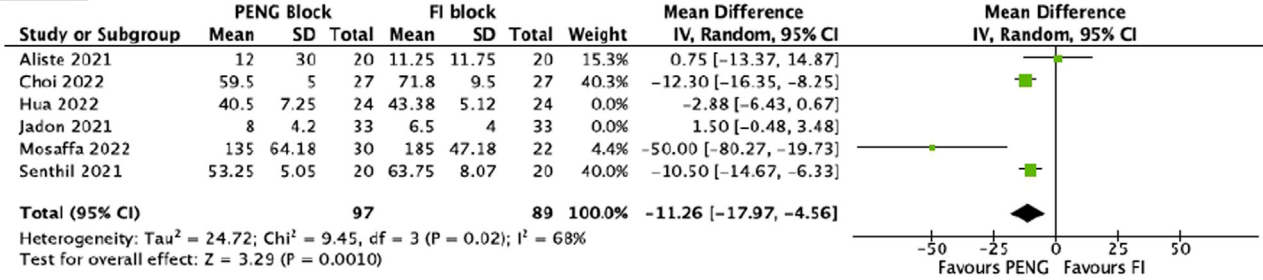 PENG Block FI block Mean Difference Mean Difference
Study or Subgroup Mean SD Total Mean SD Total Weight IV, Random, 95% CI IV, Random, 95% CI
Aliste 2021 12 30 20 11.25 11.75 20 15.3% 0.75 [−13.37, 14.87]
Choi 2022 59.5 5 27 71.8 9.5 27 40.3% −12.30 [−16.35, −8.25]
Hua 2022 40.5 7.25 24 43.38 5.12 24 0.0% −2.88 [−6.43, 0.67]
Jadon 2021 8 4.2 33 6.5 4 33 0.0% 1.50 [−0.48, 3.48]
Mosaffa 2022 135 64.18 30 185 47.18 22 4.4% −50.00 [−80.27, −19.73]
Senthil 2021 53.25 5.05 20 63.75 8.07 20 40.0% −10.50 [−14.67, −6.33]
Total (95% CI) 97 89 100.0% −11.26 [−17.97, −4.56]
Heterogeneity: Tau² = 24.72; Chi² = 9.45, df = 3 (P = 0.02); I² = 68%
Test for overall effect: Z = 3.29 (P = 0.0010)
−50 −25 0 25 50
Favours PENG Favours FI